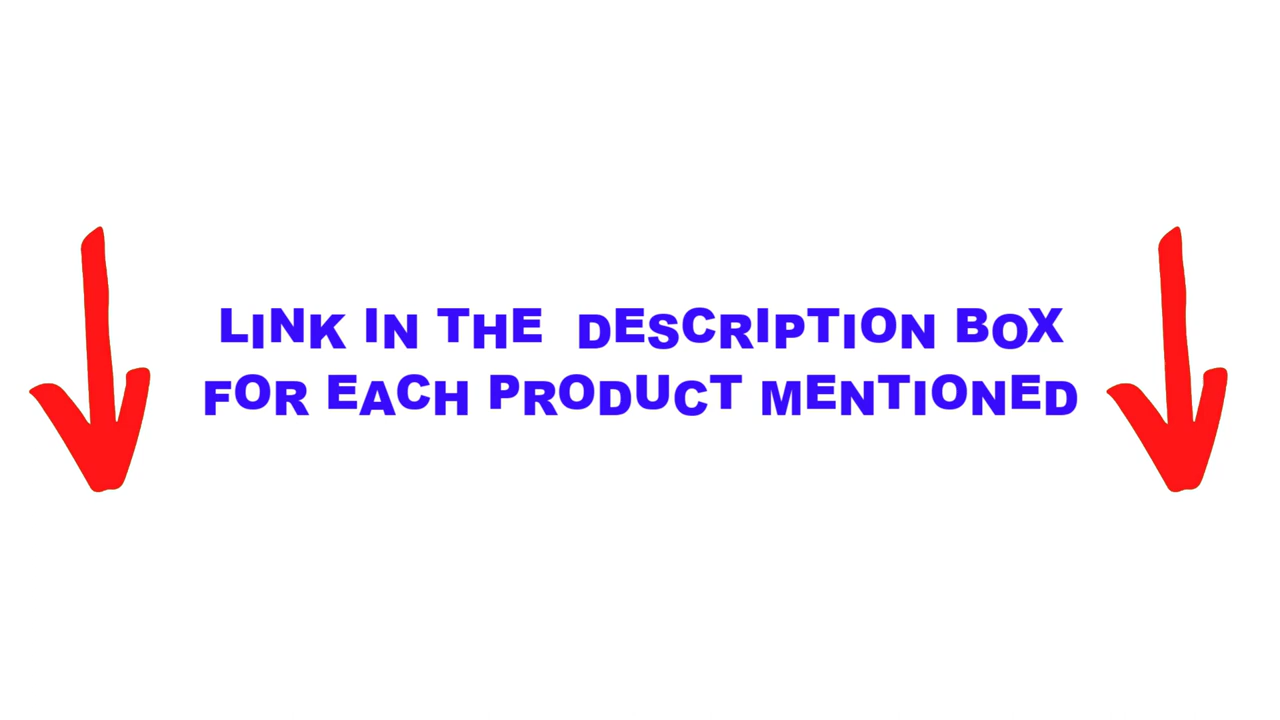 LINK IN THE  DESCRIPTION BOX
FOR EACH PRODUCT MENTIONED